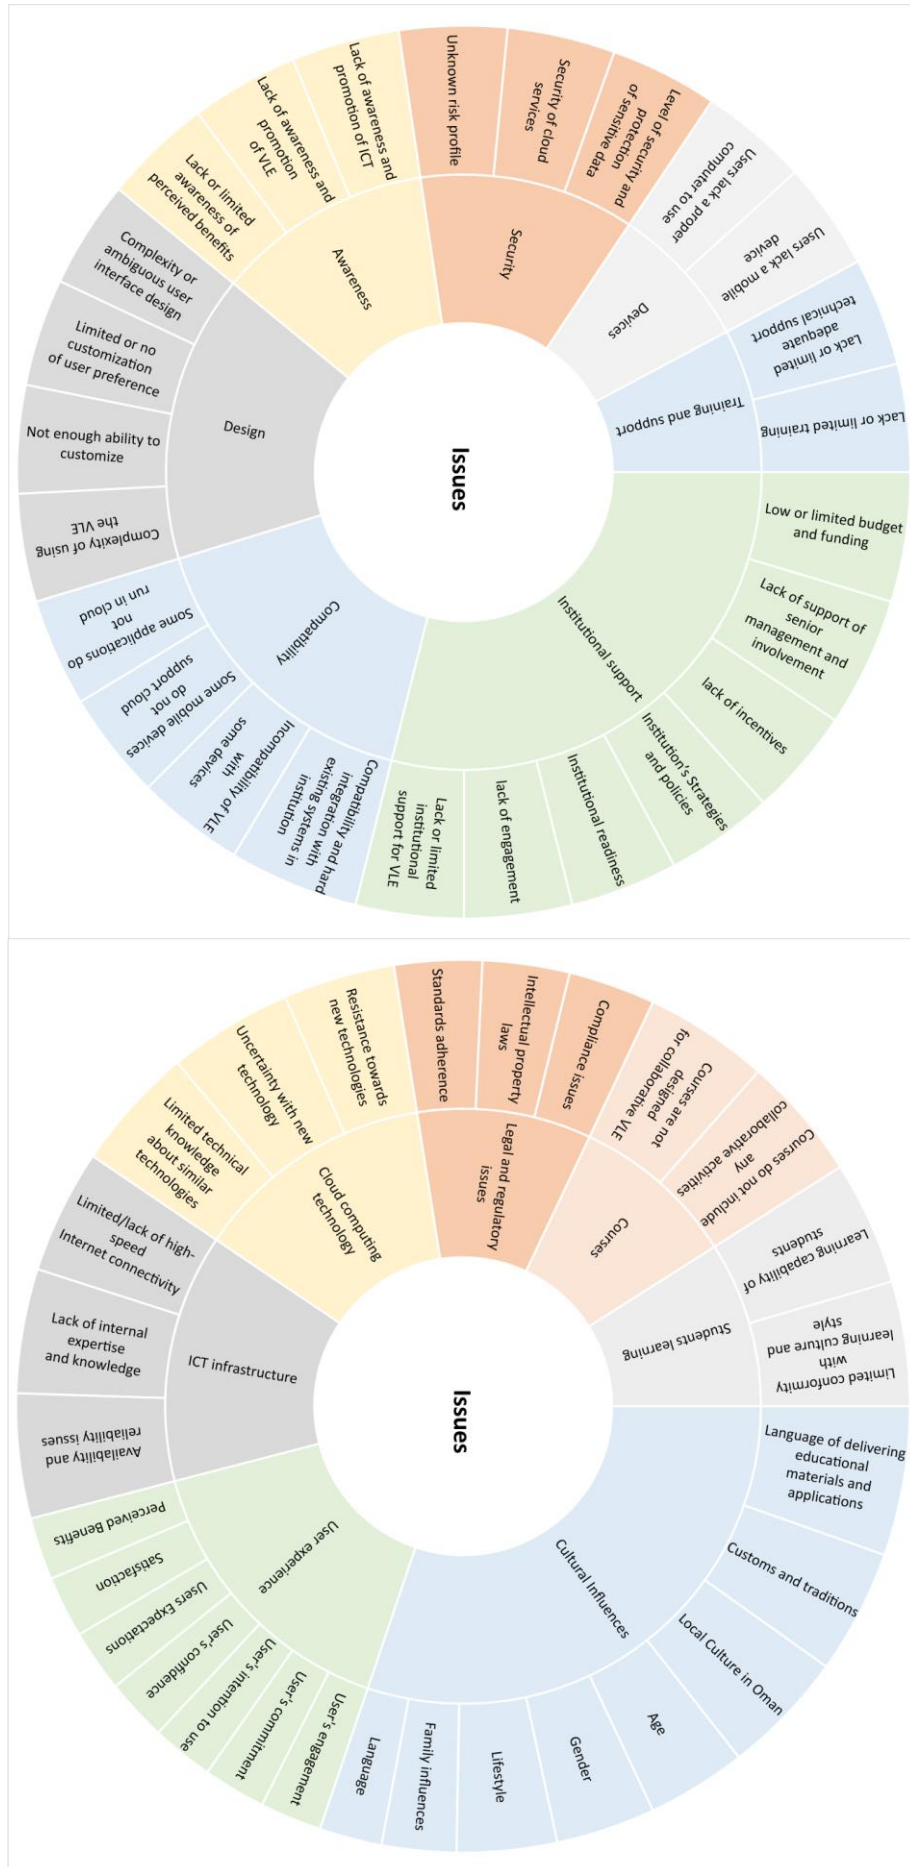 Issues
Security
Unknown risk profile
Security of cloud
services
Level of security and
protection
of sensitive data
Devices
Users lack a proper
computer to use
Users lack a mobile
device
Training and support
Lack or limited
adequate
technical support
Lack or limited training
Institutional support
Low or limited budget
and funding
Lack of support of
senior
management and
involvement
lack of incentives
Institution's Strategies
and policies
Institutional readiness
lack of engagement
Lack or limited
institutional
support for VLE
Compatibility
Compatibility and hard
integration with
existing systems in
institution
Incompatibility of VLE
with
some devices
Some mobile devices
do not
support cloud
Some applications do
not
run in cloud
Design
Complexity of using
the VLE
Not enough ability to
customize
Limited or no
customization
of user preference
Complexity or
ambiguous user
interface design
Awareness
Lack or limited
awareness of
perceived benefits
Lack of awareness and
promotion
of VLE
Lack of awareness and
promotion of ICT
Issues
Legal and regulatory
issues
Standards adherence
Intellectual property
laws
Compliance issues
Courses
Courses are not
designed
for collaborative VLE
Courses do not include
any
collaborative activities
Students learning
Learning capability of
students
Limited conformity
with
learning culture and
style
Cultural Influences
Language of delivering
educational
materials and
applications
Customs and traditions
Local Culture in Oman
Age
Gender
Lifestyle
Family influences
Language
User experience
User's engagement
User's commitment
User's intention to use
User's confidence
Users Expectations
Satisfaction
Perceived Benefits
ICT infrastructure
Availability and
reliability issues
Lack of internal
expertise
and knowledge
Limited/lack of high-
speed
Internet connectivity
Cloud computing
technology
Limited technical
knowledge
about similar
technologies
Uncertainty with new
technology
Resistance towards
new technologies